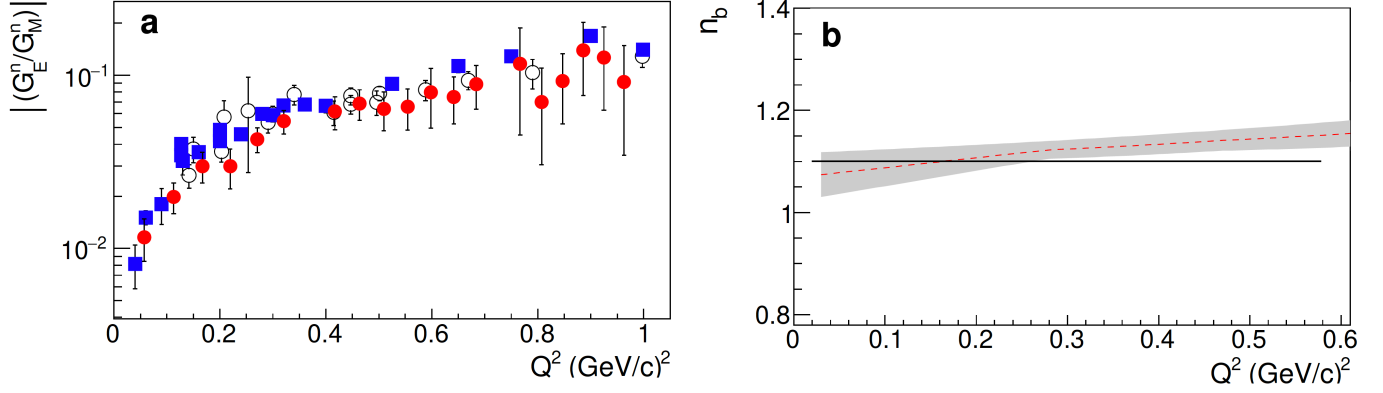 |(G_E^n/G_M^n)|
a
10^−1
10^−2
0 0.2 0.4 0.6 0.8 1
Q^2 (GeV/c)^2
n_b
b
1.4
1.2
1
0.8
0 0.1 0.2 0.3 0.4 0.5 0.6
Q^2 (GeV/c)^2